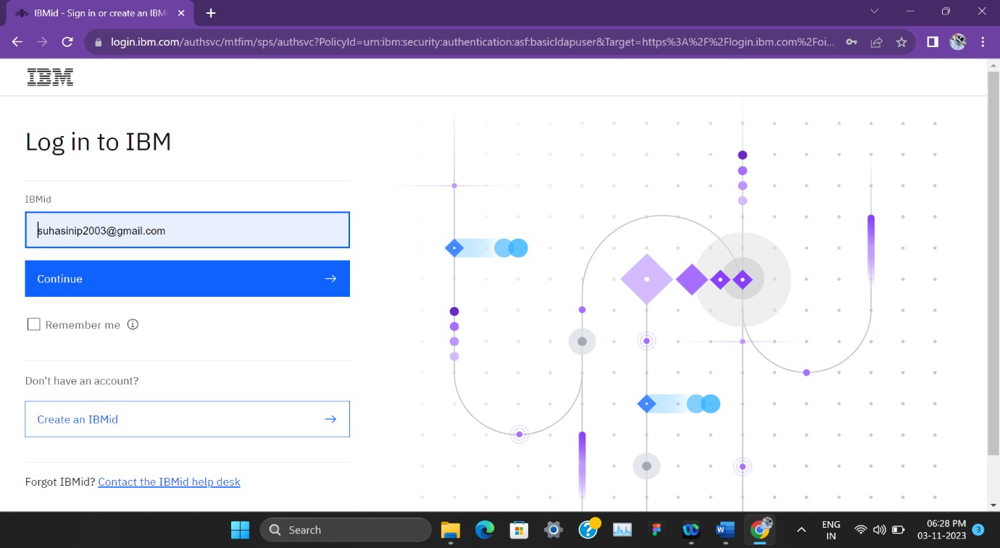 IBMid - Sign in or create an IBMi
login.ibm.com/authsvc/mtfim/sps/authsvc?PolicyId=urn:ibm:security:authentication:asf:basicldapuser&Target=https%3A%2F%2Flogin.ibm.com%2Foi...
IBM
Log in to IBM
IBMid
suhasinip2003@gmail.com
Continue
Remember me
Don't have an account?
Create an IBMid
Forgot IBMid? Contact the IBMid help desk
Search
ENG
IN
06:28 PM
03-11-2023
3